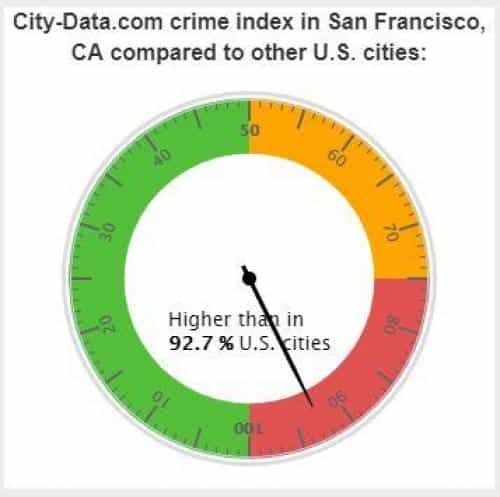 City-Data.com crime index in San Francisco,
CA compared to other U.S. cities:
50
40
60
30
70
20
80
10
90
100
Higher than in
92.7 % U.S. cities